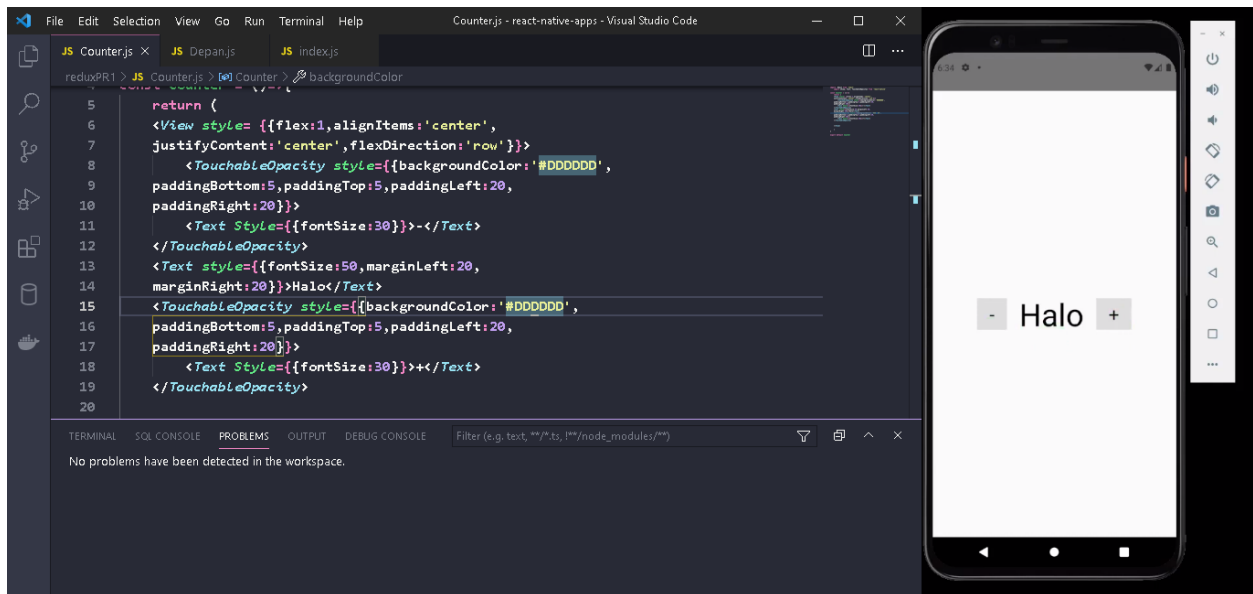 File Edit Selection View Go Run Terminal Help Counter.js - react-native-apps - Visual Studio Code
JS Counter.js × JS Depan.js JS index.js
reduxPR1 > JS Counter.js > Counter > backgroundColor
5 return (
6 <View style= {{flex:1,alignItems:'center',
7 justifyContent:'center',flexDirection:'row'}}>
8 <TouchableOpacity style={{backgroundColor:'#DDDDDD',
9 paddingBottom:5,paddingTop:5,paddingLeft:20,
10 paddingRight:20}}>
11 <Text Style={{fontSize:30}}>-</Text>
12 </TouchableOpacity>
13 <Text style={{fontSize:50,marginLeft:20,
14 marginRight:20}}>Halo</Text>
15 <TouchableOpacity style={{backgroundColor:'#DDDDDD',
16 paddingBottom:5,paddingTop:5,paddingLeft:20,
17 paddingRight:20}}>
18 <Text Style={{fontSize:30}}>+</Text>
19 </TouchableOpacity>
20
TERMINAL SQL CONSOLE PROBLEMS OUTPUT DEBUG CONSOLE Filter (e.g. text, **/*.ts, !**/node_modules/**)
No problems have been detected in the workspace.
6:34
- Halo +